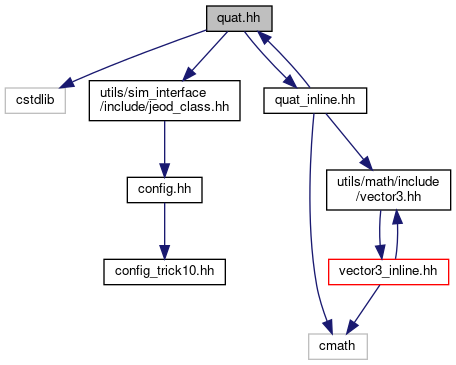 quat.hh
cstdlib
utils/sim_interface
/include/jeod_class.hh
quat_inline.hh
config.hh
utils/math/include
/vector3.hh
config_trick10.hh
vector3_inline.hh
cmath